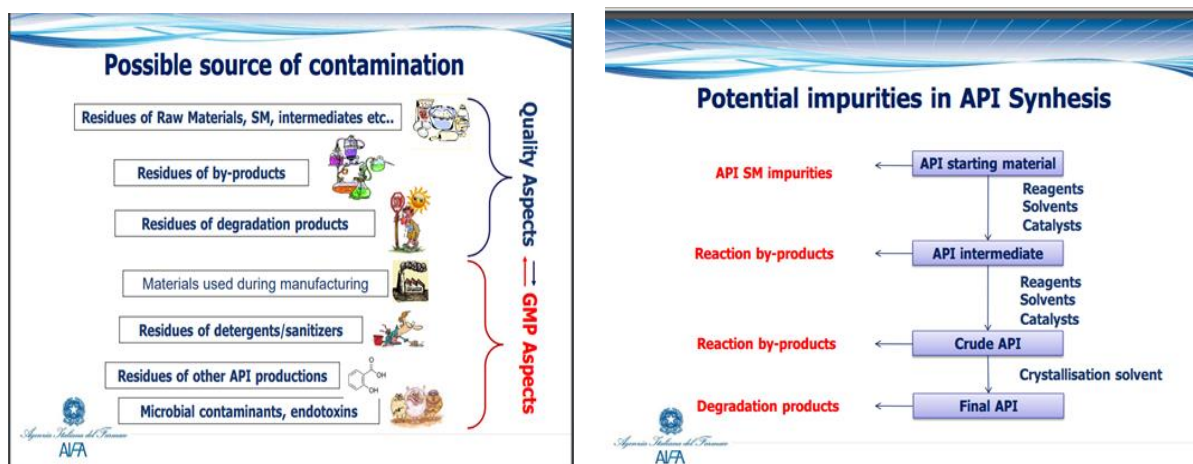 Possible source of contamination
Residues of Raw Materials, SM, intermediates etc..
Residues of by-products
Residues of degradation products
Materials used during manufacturing
Residues of detergents/sanitizers
Residues of other API productions
OH
OH
Microbial contaminants, endotoxins
Quality Aspects
GMP Aspects
Agenzia Italiana del Farmaco
AIFA
Potential impurities in API Synhesis
API starting material
API SM impurities
Reagents
Solvents
Catalysts
Reaction by-products
API intermediate
Reagents
Solvents
Catalysts
Reaction by-products
Crude API
Crystallisation solvent
Degradation products
Final API
Agenzia Italiana del Farmaco
AIFA